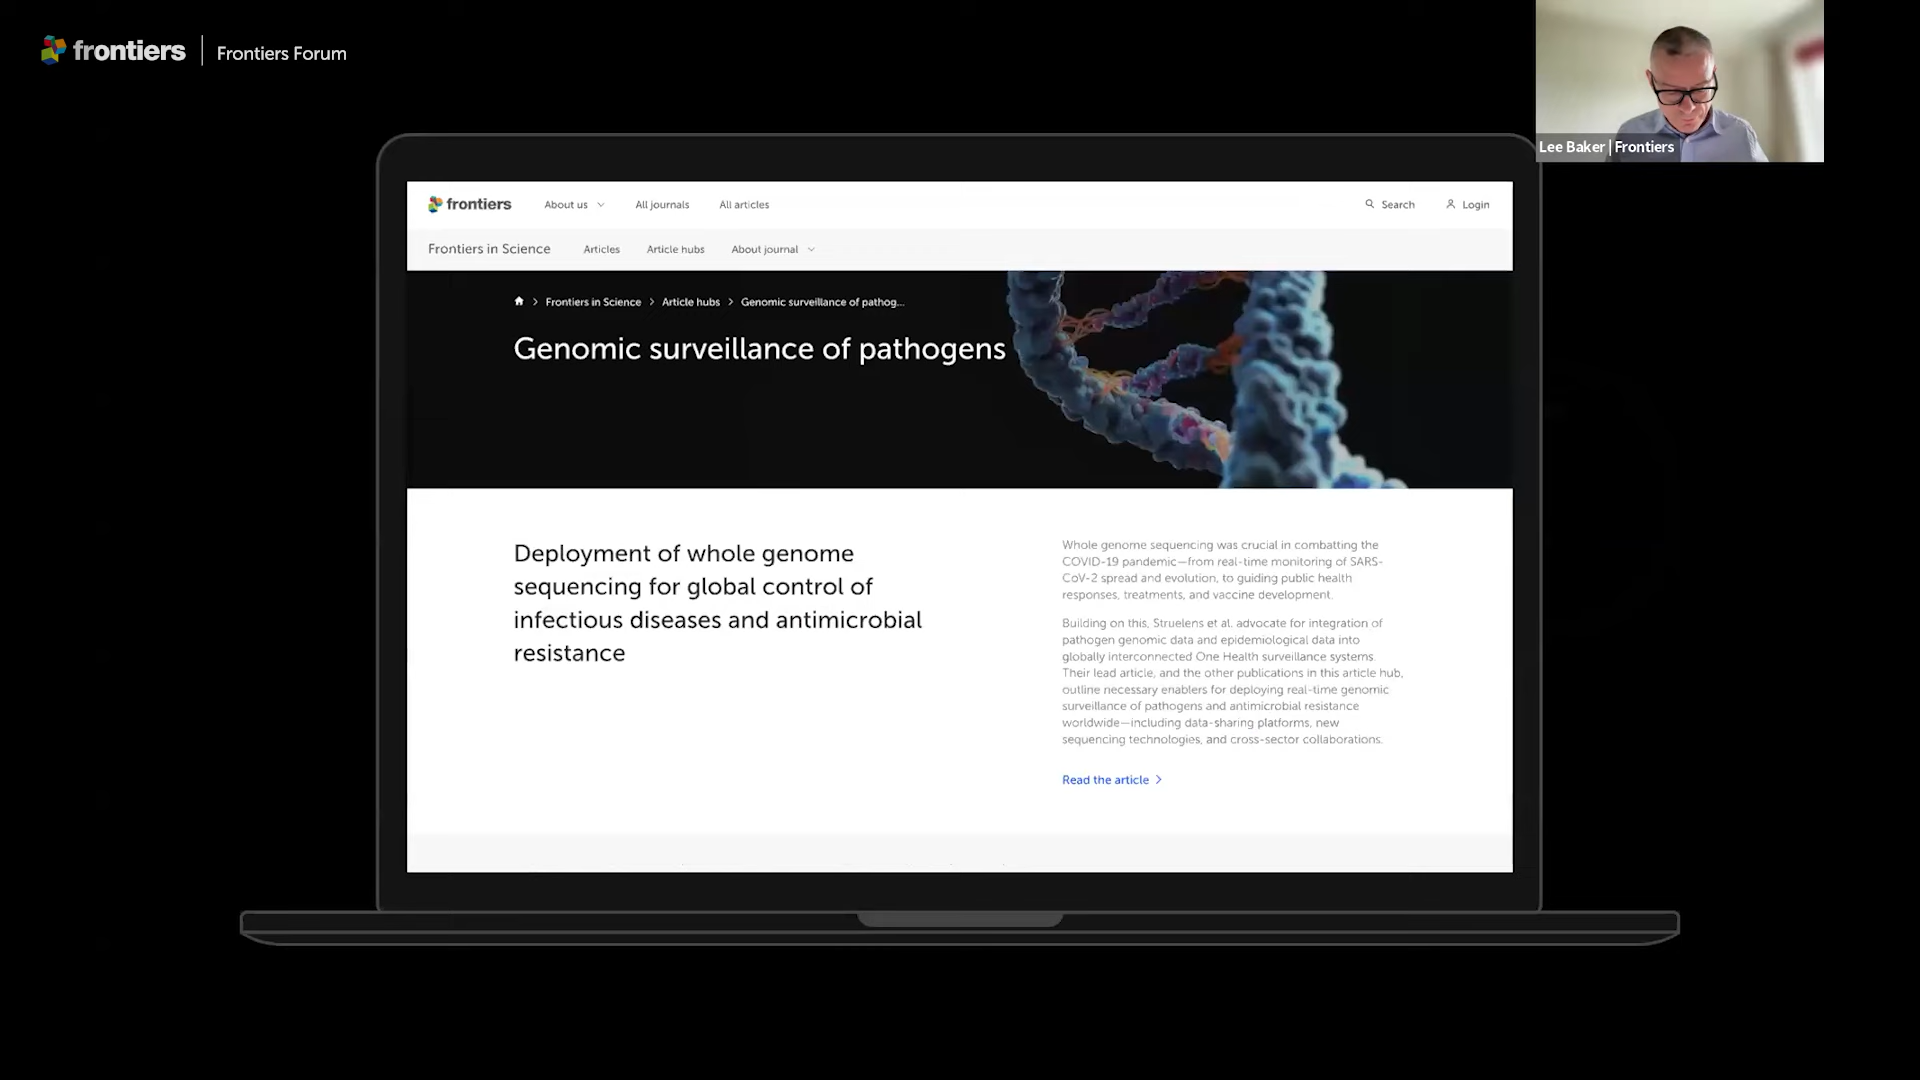 frontiers | Frontiers Forum
Lee Baker | Frontiers
frontiers About us All journals All articles Search Login
Frontiers in Science Articles Article hubs About journal
Frontiers in Science > Article hubs > Genomic surveillance of pathog...
Genomic surveillance of pathogens
Deployment of whole genome
sequencing for global control of
infectious diseases and antimicrobial
resistance
Whole genome sequencing was crucial in combatting the
COVID-19 pandemic—from real-time monitoring of SARS-
CoV-2 spread and evolution, to guiding public health
responses, treatments, and vaccine development.
Building on this, Struelens et al. advocate for integration of
pathogen genomic data and epidemiological data into
globally interconnected One Health surveillance systems.
Their lead article, and the other publications in this article hub,
outline necessary enablers for deploying real-time genomic
surveillance of pathogens and antimicrobial resistance
worldwide—including data-sharing platforms, new
sequencing technologies, and cross-sector collaborations.
Read the article >